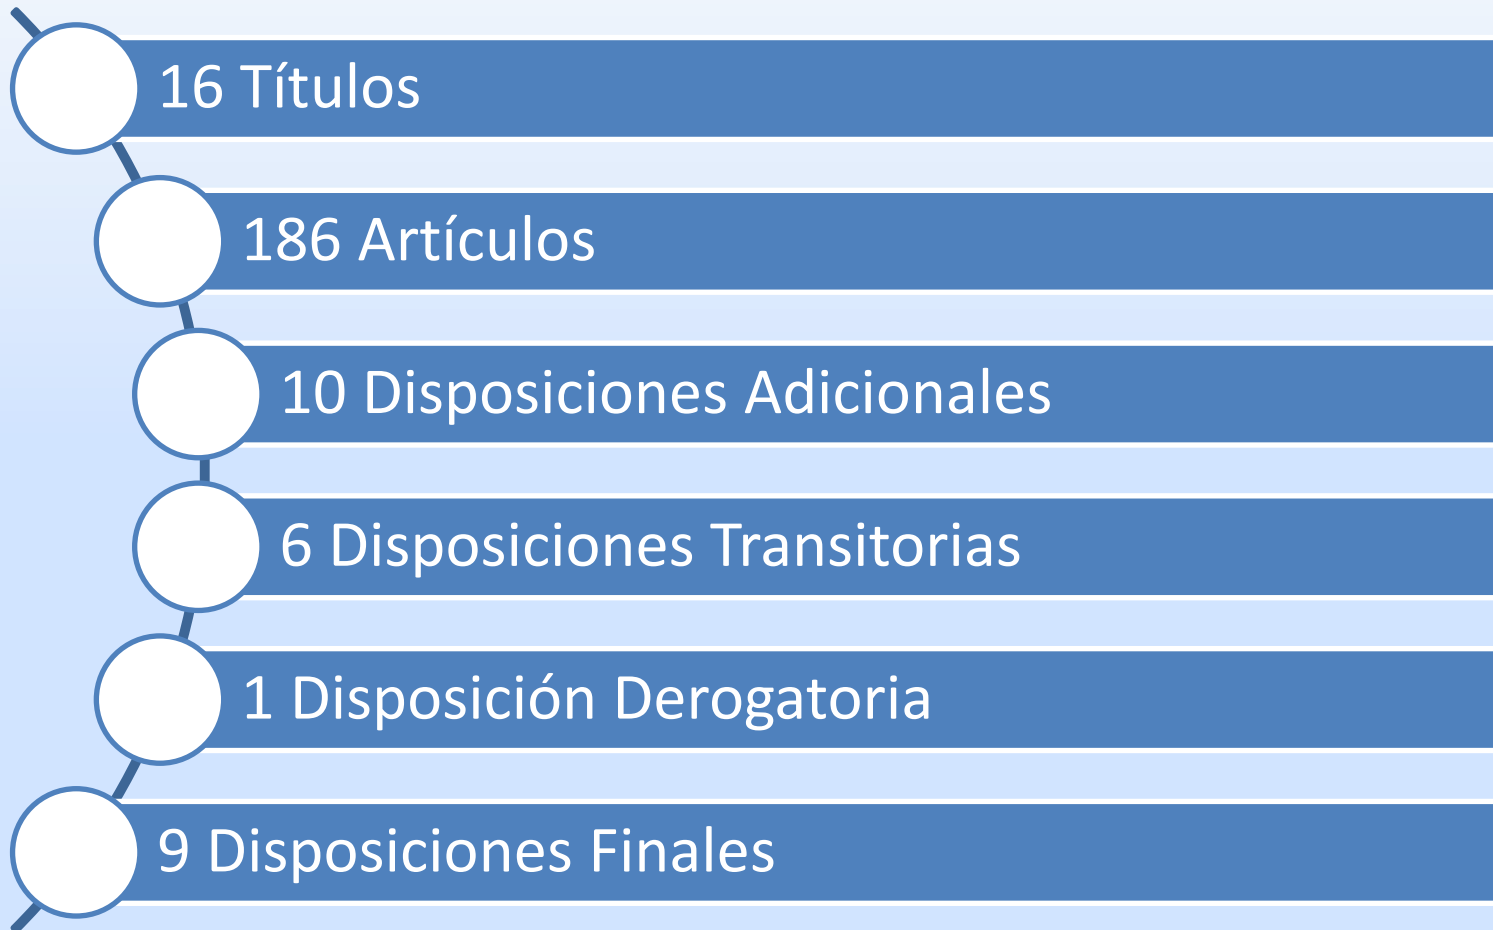 16 Títulos
186 Artículos
10 Disposiciones Adicionales
6 Disposiciones Transitorias
1 Disposición Derogatoria
9 Disposiciones Finales